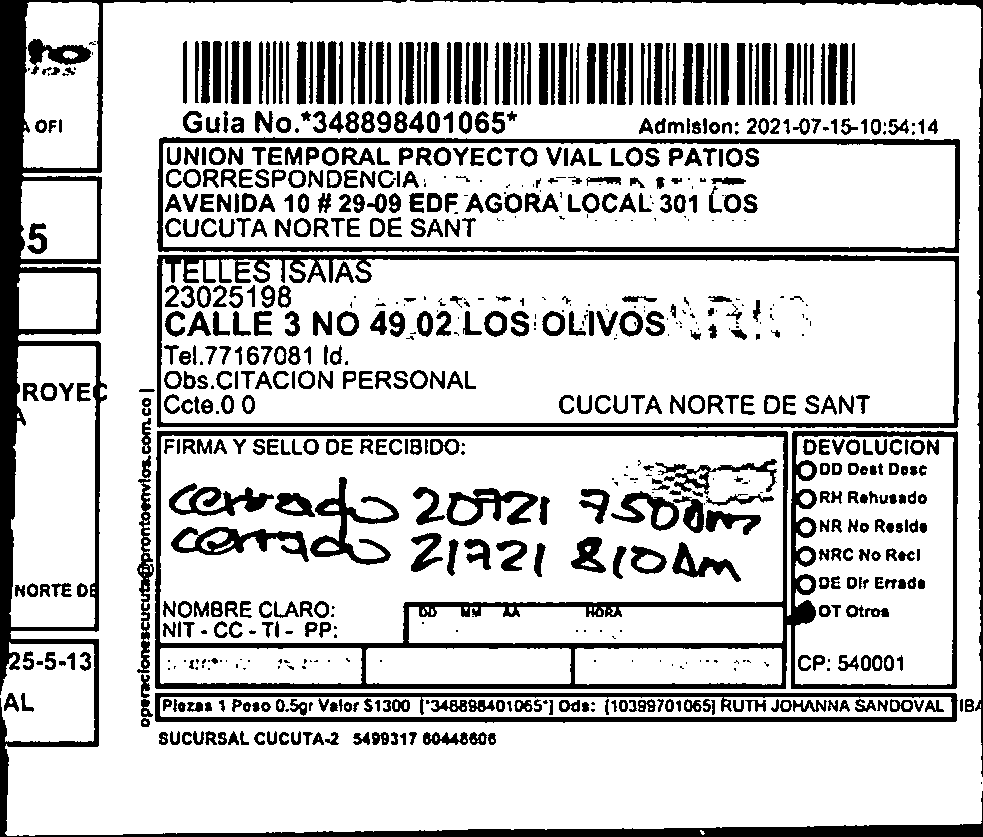 A OFI
PROYEC
A
NORTE DE
25-5-13
AL
Guia No.*348898401065*
Admision: 2021-07-15-10:54:14
UNION TEMPORAL PROYECTO VIAL LOS PATIOS
CORRESPONDENCIA
AVENIDA 10 # 29-09 EDF AGORA LOCAL 301 LOS
CUCUTA NORTE DE SANT
TELLES ISAIAS
23025198
CALLE 3 NO 49 02 LOS OLIVOS
Tel.77167081 Id.
Obs.CITACION PERSONAL
Ccte.0 0 CUCUTA NORTE DE SANT
operacionescucuta@prontoenvios.com.co
FIRMA Y SELLO DE RECIBIDO:
cerrado 20721 750am
cerrado 21721 810Am
NOMBRE CLARO:
NIT - CC - TI - PP:
DD MM AA HORA
DEVOLUCION
DD Dest Desc
RH Rehusado
NR No Reside
NRC No Recl
DE Dir Errada
OT Otros
CP: 540001
Piezas 1 Peso 0.5gr Valor $1300 [*348898401065*] Ods: [10399701065] RUTH JOHANNA SANDOVAL TIBA
SUCURSAL CUCUTA-2 5499317 60448606